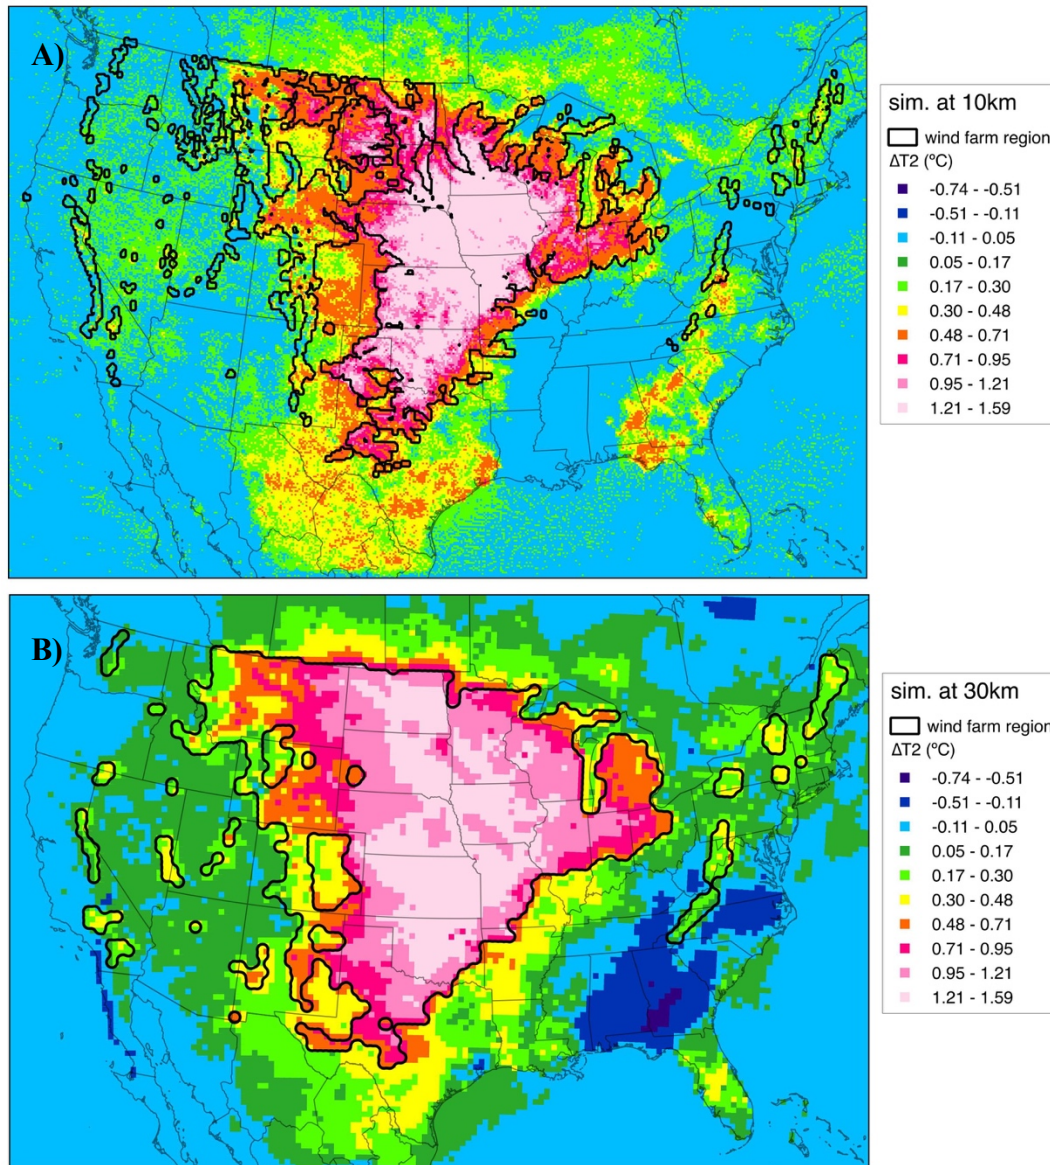 A)
sim. at 10km
wind farm region
ΔT2 (ºC)
-0.74 - -0.51
-0.51 - -0.11
-0.11 - 0.05
0.05 - 0.17
0.17 - 0.30
0.30 - 0.48
0.48 - 0.71
0.71 - 0.95
0.95 - 1.21
1.21 - 1.59
B)
sim. at 30km
wind farm region
ΔT2 (ºC)
-0.74 - -0.51
-0.51 - -0.11
-0.11 - 0.05
0.05 - 0.17
0.17 - 0.30
0.30 - 0.48
0.48 - 0.71
0.71 - 0.95
0.95 - 1.21
1.21 - 1.59